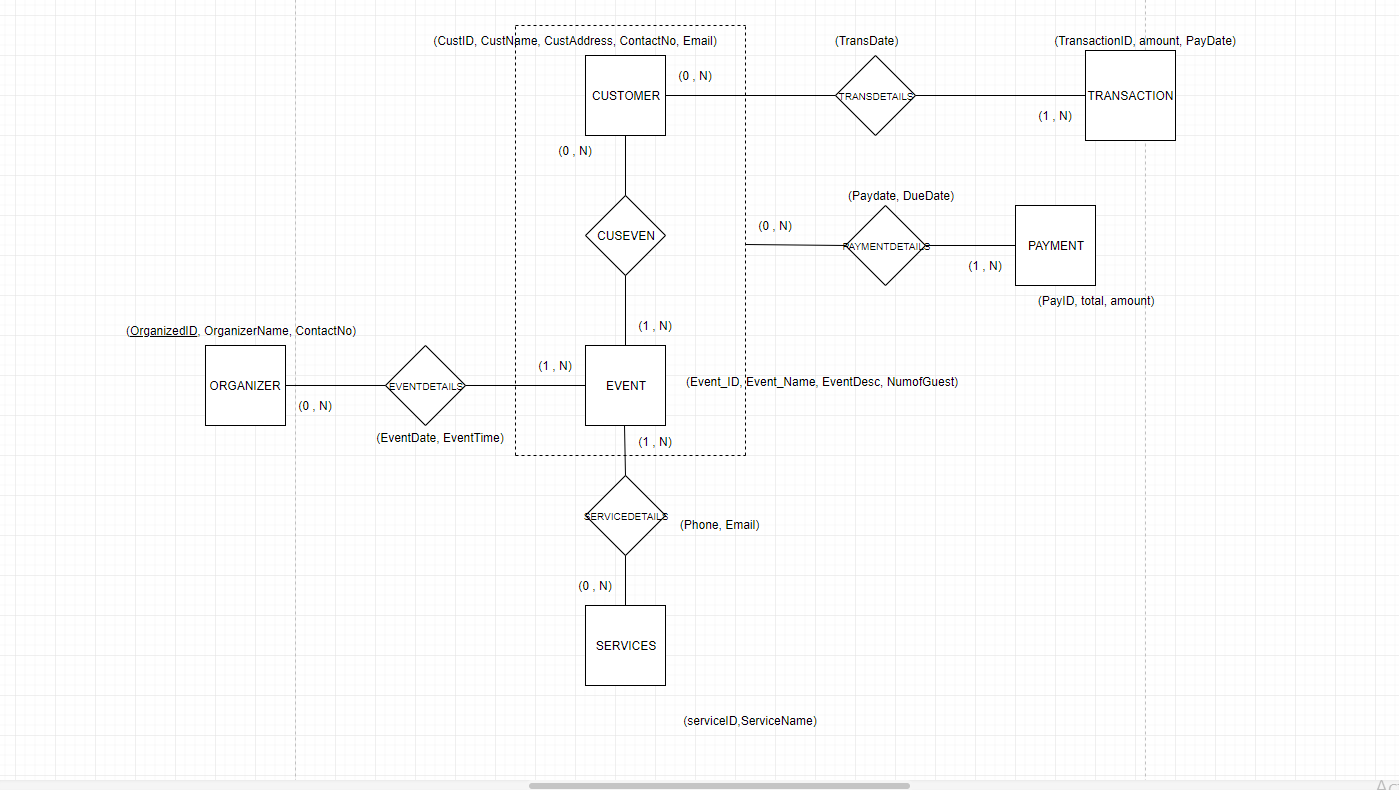 (CustID, CustName, CustAddress, ContactNo, Email)
(TransDate)
(TransactionID, amount, PayDate)
(0 , N)
CUSTOMER
TRANSDETAILS
TRANSACTION
(1 , N)
(0 , N)
(Paydate, DueDate)
(0 , N)
CUSEVEN
PAYMENTDETAILS
PAYMENT
(1 , N)
(PayID, total, amount)
(1 , N)
(OrganizedID, OrganizerName, ContactNo)
(1 , N)
ORGANIZER
EVENTDETAILS
EVENT
(Event_ID, Event_Name, EventDesc, NumofGuest)
(0 , N)
(EventDate, EventTime)
(1 , N)
SERVICEDETAILS
(Phone, Email)
(0 , N)
SERVICES
(serviceID,ServiceName)